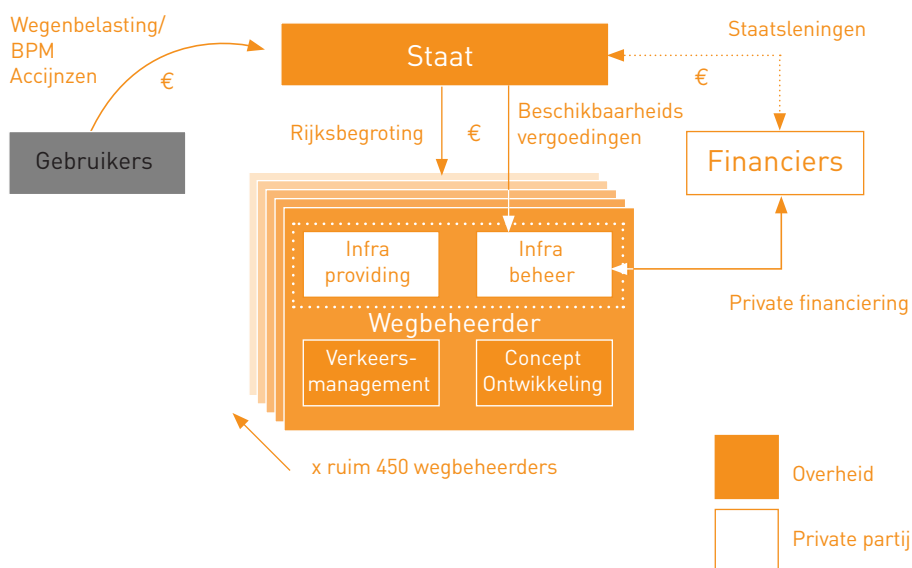 Wegenbelasting/
BPM
Accijnzen
€
Staat
Staatsleningen
€
Gebruikers
Rijksbegroting
€
Beschikbaarheids
vergoedingen
Financiers
Infra
providing
Infra
beheer
Private financiering
Wegbeheerder
Verkeers-
management
Concept
Ontwikkeling
x ruim 450 wegbeheerders
Overheid
Private partij